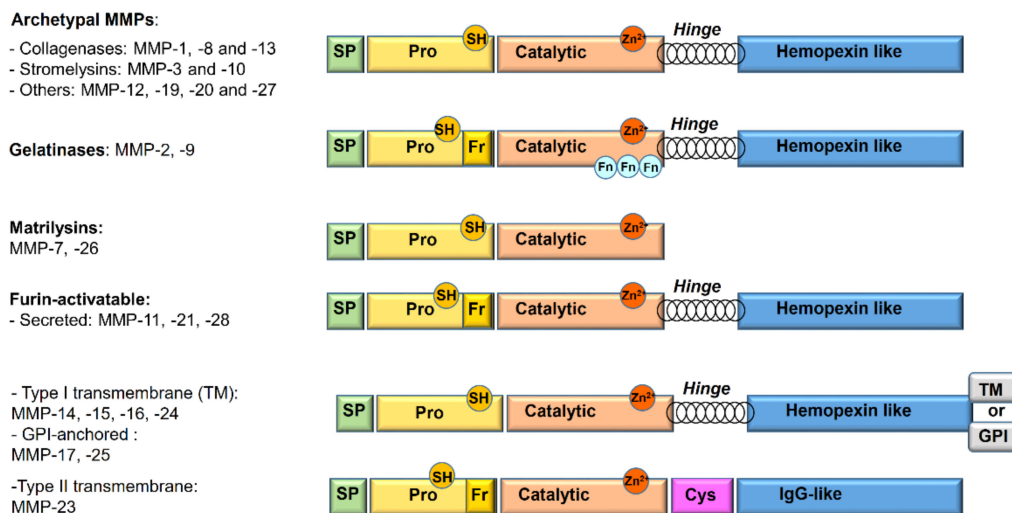 Archetypal MMPs:
- Collagenases: MMP-1, -8 and -13
- Stromelysins: MMP-3 and -10
- Others: MMP-12, -19, -20 and -27
SP Pro SH Catalytic Zn²⁺ Hinge Hemopexin like
Gelatinases: MMP-2, -9
SP Pro SH Fr Catalytic Zn²⁺ Fn Fn Fn Hinge Hemopexin like
Matrilysins:
MMP-7, -26
SP Pro SH Catalytic Zn²⁺
Furin-activatable:
- Secreted: MMP-11, -21, -28
SP Pro SH Fr Catalytic Zn²⁺ Hinge Hemopexin like
- Type I transmembrane (TM):
MMP-14, -15, -16, -24
- GPI-anchored :
MMP-17, -25
SP Pro SH Catalytic Zn²⁺ Hinge Hemopexin like TM or GPI
-Type II transmembrane:
MMP-23
SP Pro SH Fr Catalytic Zn²⁺ Cys IgG-like